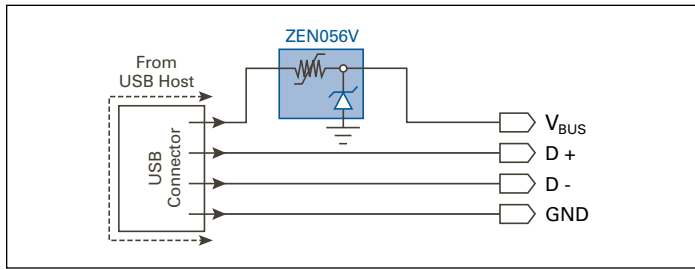 ZEN056V
From
USB Host
USB
Connector
VBUS
D +
D -
GND